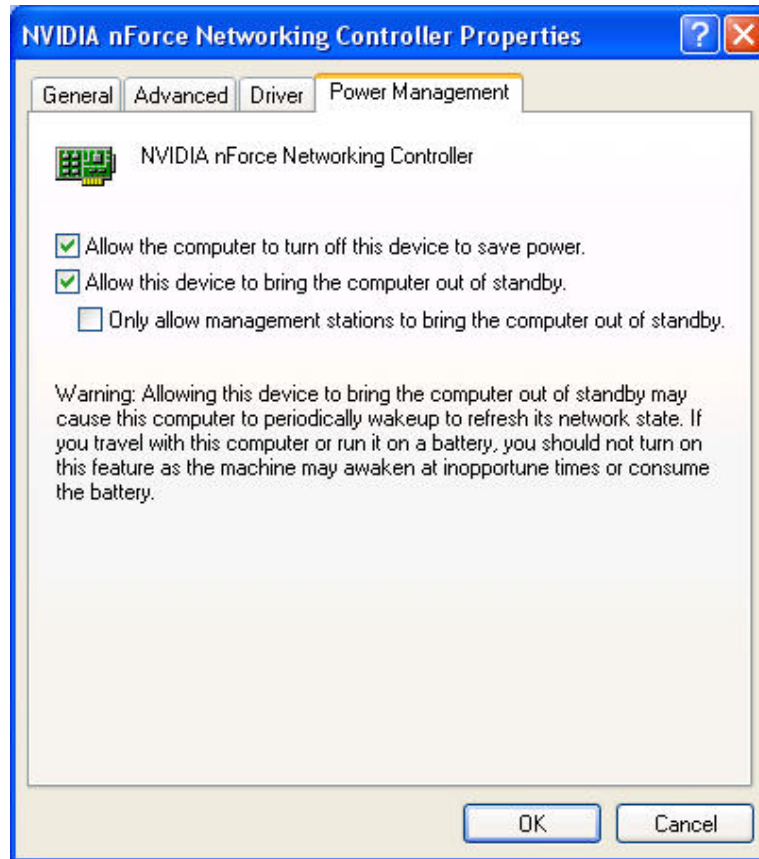 NVIDIA nForce Networking Controller Properties
General Advanced Driver Power Management
NVIDIA nForce Networking Controller
Allow the computer to turn off this device to save power.
Allow this device to bring the computer out of standby.
Only allow management stations to bring the computer out of standby.
Warning: Allowing this device to bring the computer out of standby may
cause this computer to periodically wakeup to refresh its network state. If
you travel with this computer or run it on a battery, you should not turn on
this feature as the machine may awaken at inopportune times or consume
the battery.
OK Cancel